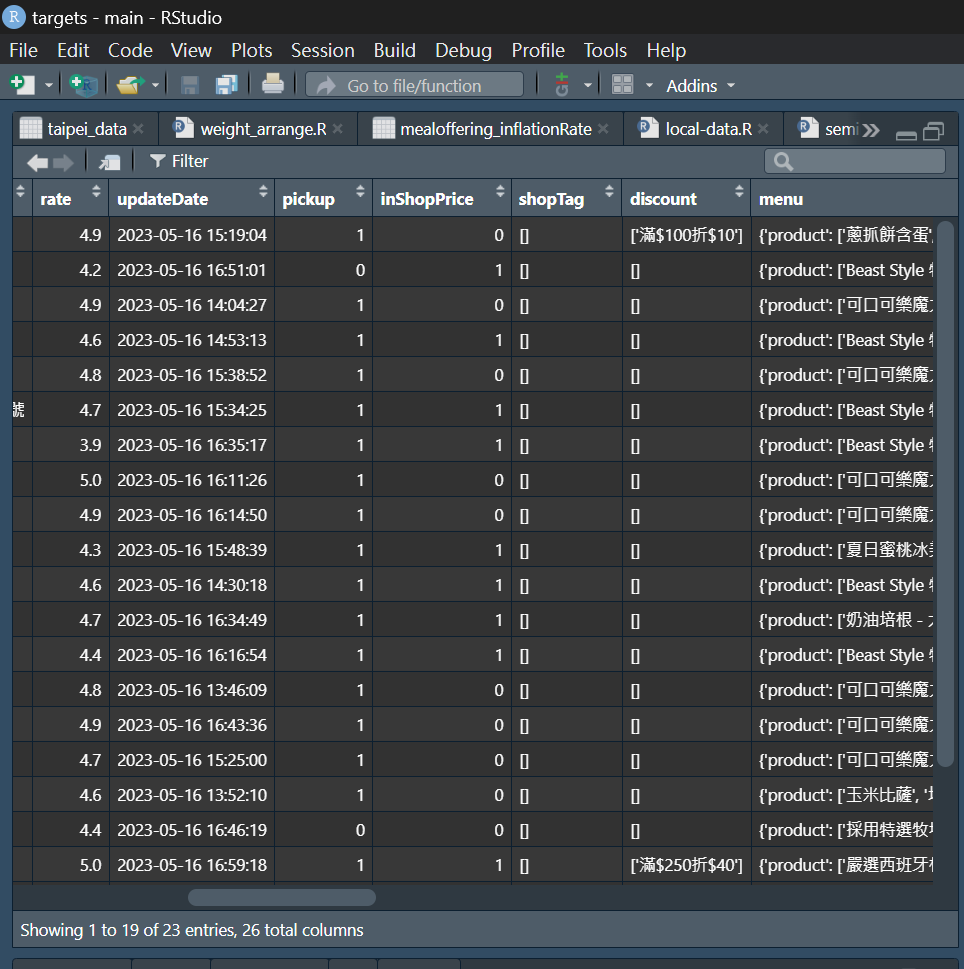 R targets - main - RStudio
File Edit Code View Plots Session Build Debug Profile Tools Help
Go to file/function Addins
taipei_data weight_arrange.R mealoffering_inflationRate local-data.R semi
Filter
rate updateDate pickup inShopPrice shopTag discount menu
4.9 2023-05-16 15:19:04 1 0 [] ['滿$100折$10'] {'product': ['蔥抓餅含蛋',
4.2 2023-05-16 16:51:01 0 1 [] [] {'product': ['Beast Style
4.9 2023-05-16 14:04:27 1 0 [] [] {'product': ['可口可樂魔
4.6 2023-05-16 14:53:13 1 1 [] [] {'product': ['Beast Style
4.8 2023-05-16 15:38:52 1 0 [] [] {'product': ['可口可樂魔
號 4.7 2023-05-16 15:34:25 1 1 [] [] {'product': ['Beast Style
3.9 2023-05-16 16:35:17 1 1 [] [] {'product': ['Beast Style
5.0 2023-05-16 16:11:26 1 0 [] [] {'product': ['可口可樂魔
4.9 2023-05-16 16:14:50 1 0 [] [] {'product': ['可口可樂魔
4.3 2023-05-16 15:48:39 1 1 [] [] {'product': ['夏日蜜桃冰
4.6 2023-05-16 14:30:18 1 1 [] [] {'product': ['Beast Style
4.7 2023-05-16 16:34:49 1 1 [] [] {'product': ['奶油培根 -
4.4 2023-05-16 16:16:54 1 1 [] [] {'product': ['Beast Style
4.8 2023-05-16 13:46:09 1 0 [] [] {'product': ['可口可樂魔
4.9 2023-05-16 16:43:36 1 0 [] [] {'product': ['可口可樂魔
4.7 2023-05-16 15:25:00 1 0 [] [] {'product': ['可口可樂魔
4.6 2023-05-16 13:52:10 1 0 [] [] {'product': ['玉米比薩', '
4.4 2023-05-16 16:46:19 0 0 [] [] {'product': ['採用特選牧
5.0 2023-05-16 16:59:18 1 1 [] ['滿$250折$40'] {'product': ['嚴選西班牙
Showing 1 to 19 of 23 entries, 26 total columns